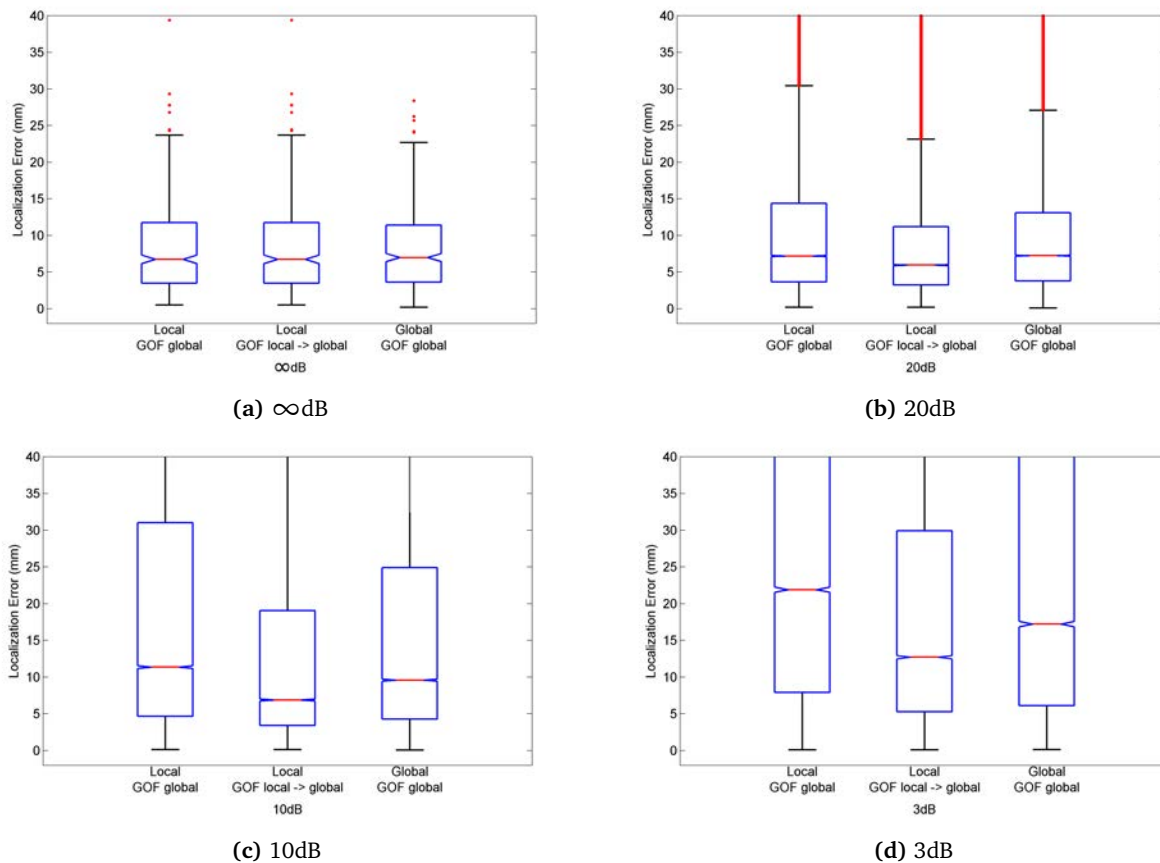 40
35
30
25
20
15
10
5
0
Localization Error (mm)
Local Local Global
GOF global GOF local -> global GOF global
∞dB
(a) ∞dB
40
35
30
25
20
15
10
5
0
Localization Error (mm)
Local Local Global
GOF global GOF local -> global GOF global
20dB
(b) 20dB
40
35
30
25
20
15
10
5
0
Localization Error (mm)
Local Local Global
GOF global GOF local -> global GOF global
10dB
(c) 10dB
40
35
30
25
20
15
10
5
0
Localization Error (mm)
Local Local Global
GOF global GOF local -> global GOF global
3dB
(d) 3dB